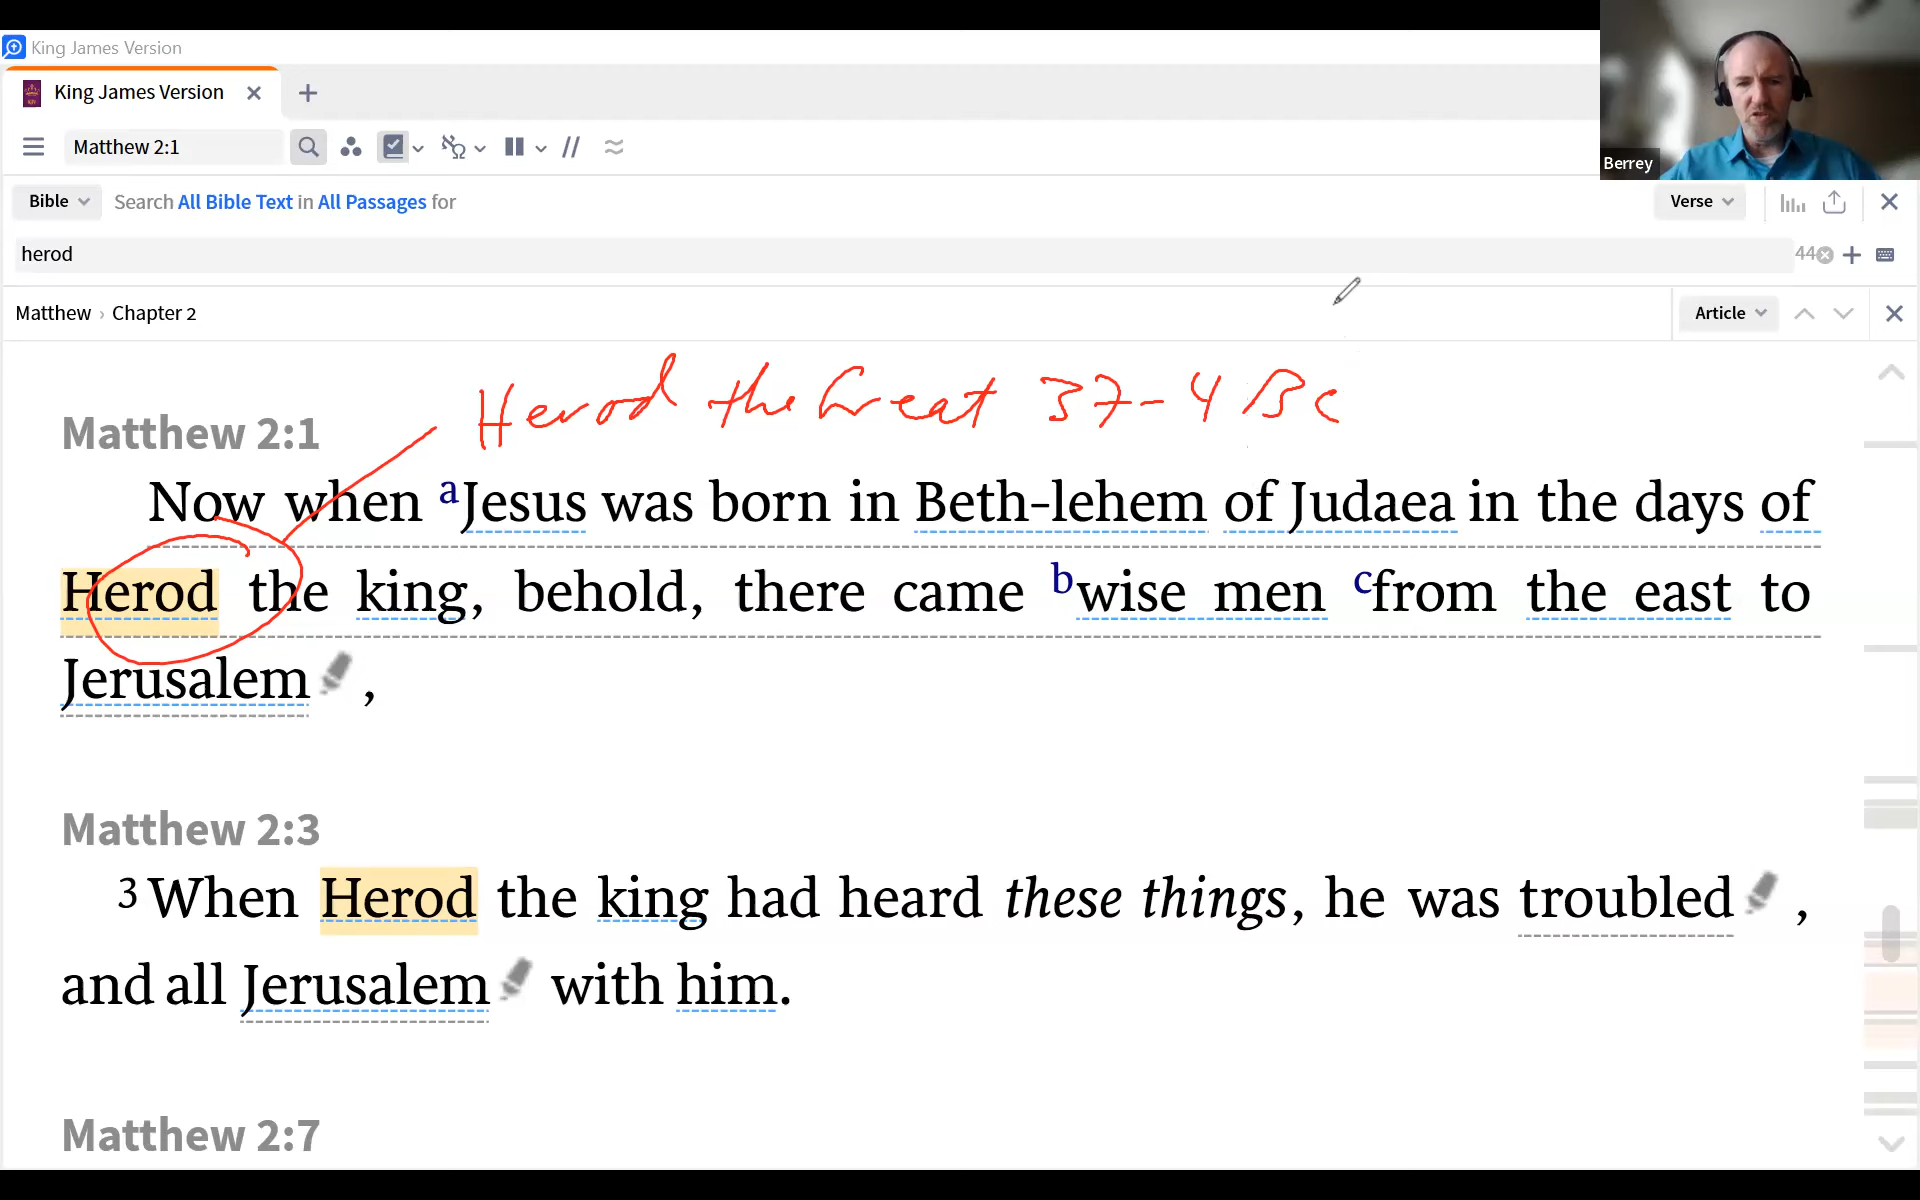 King James Version
King James Version
Matthew 2:1
Berrey
Bible Search All Bible Text in All Passages for Verse
herod 44
Matthew › Chapter 2 Article
Herod the Great 37-4 BC
Matthew 2:1
Now when aJesus was born in Beth-lehem of Judaea in the days of
Herod the king, behold, there came bwise men cfrom the east to
Jerusalem ,
Matthew 2:3
3 When Herod the king had heard these things, he was troubled ,
and all Jerusalem with him.
Matthew 2:7